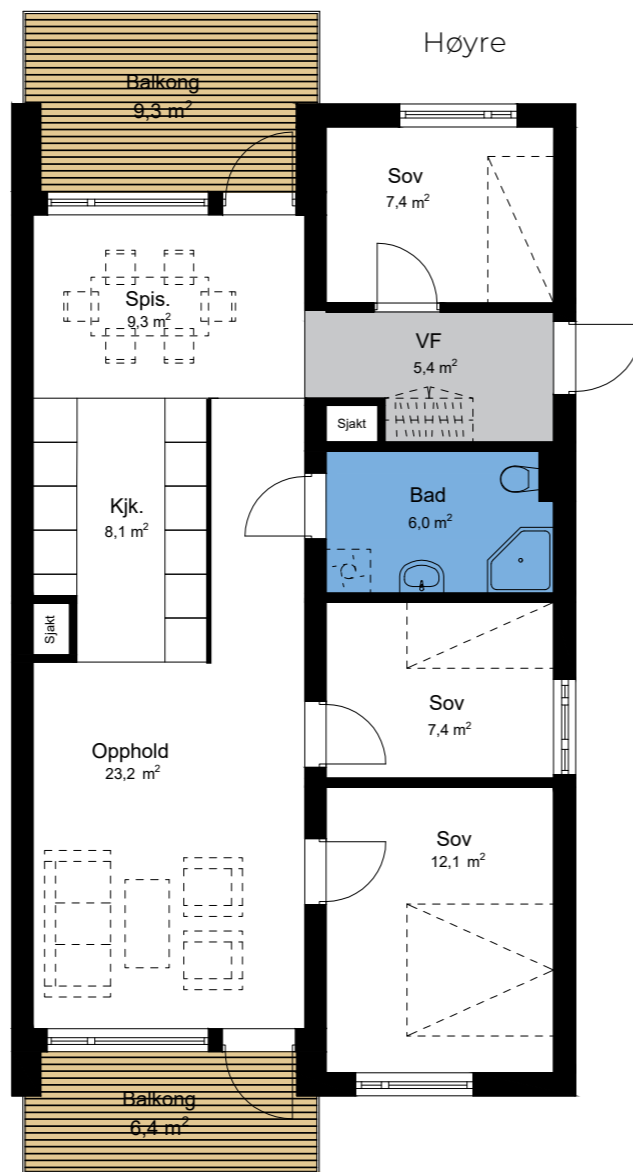 Høyre
Balkong
9,3 m²
Sov
7,4 m²
Spis.
9,3 m²
VF
5,4 m²
Sjakt
Kjk.
8,1 m²
Bad
6,0 m²
Sjakt
Sov
7,4 m²
Opphold
23,2 m²
Sov
12,1 m²
Balkong
6,4 m²